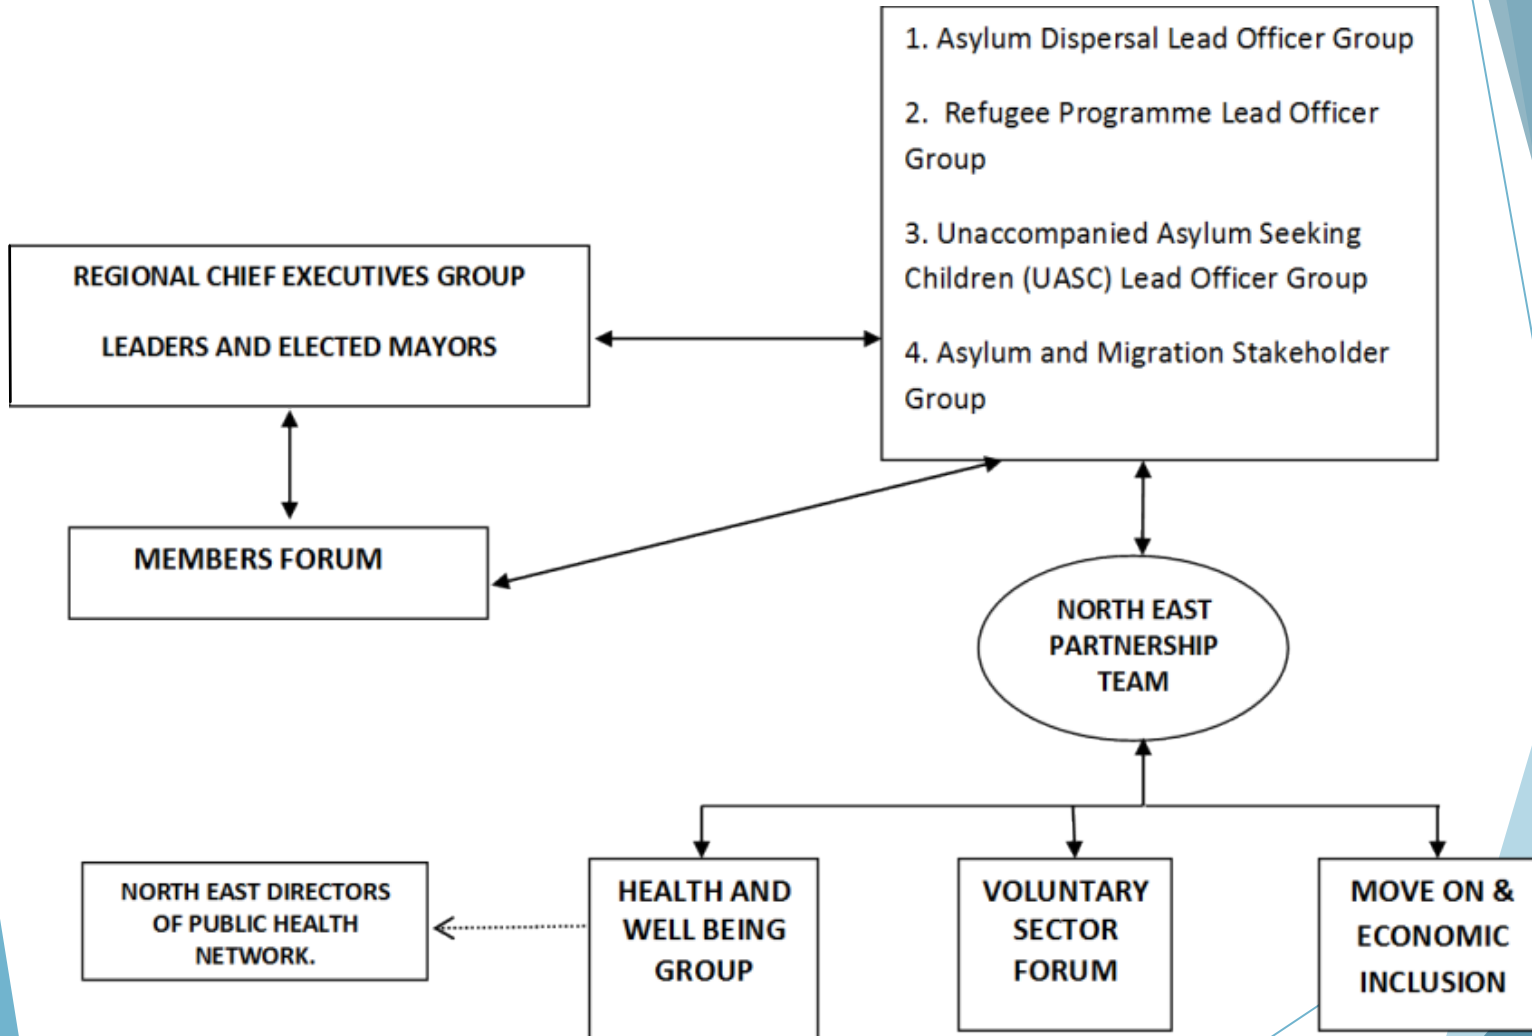 1. Asylum Dispersal Lead Officer Group
2. Refugee Programme Lead Officer
Group
3. Unaccompanied Asylum Seeking
Children (UASC) Lead Officer Group
4. Asylum and Migration Stakeholder
Group
REGIONAL CHIEF EXECUTIVES GROUP
LEADERS AND ELECTED MAYORS
MEMBERS FORUM
NORTH EAST
PARTNERSHIP
TEAM
NORTH EAST DIRECTORS
OF PUBLIC HEALTH
NETWORK.
HEALTH AND
WELL BEING
GROUP
VOLUNTARY
SECTOR
FORUM
MOVE ON &
ECONOMIC
INCLUSION